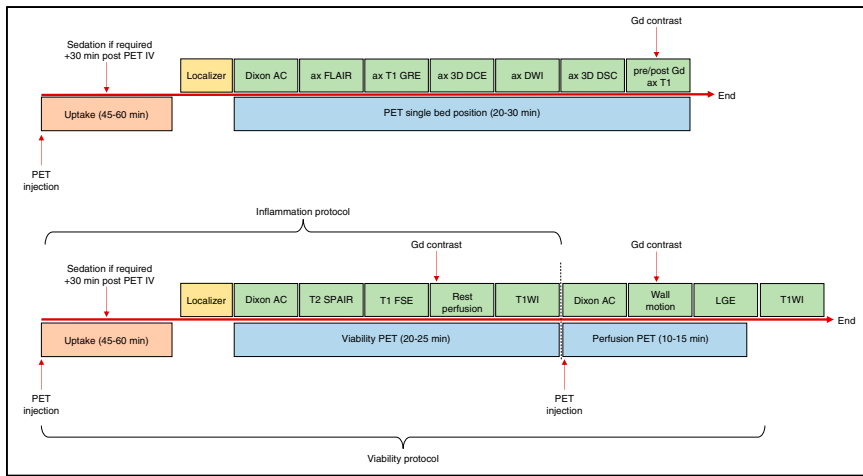 Gd contrast
Sedation if required
+30 min post PET IV
Localizer
Dixon AC
ax FLAIR
ax T1 GRE
ax 3D DCE
ax DWI
ax 3D DSC
pre/post Gd
ax T1
End
Uptake (45-60 min)
PET single bed position (20-30 min)
PET
injection
Inflammation protocol
Gd contrast
Gd contrast
Sedation if required
+30 min post PET IV
Localizer
Dixon AC
T2 SPAIR
T1 FSE
Rest
perfusion
T1WI
Dixon AC
Wall
motion
LGE
T1WI
End
Uptake (45-60 min)
Viability PET (20-25 min)
Perfusion PET (10-15 min)
PET
injection
PET
injection
Viability protocol